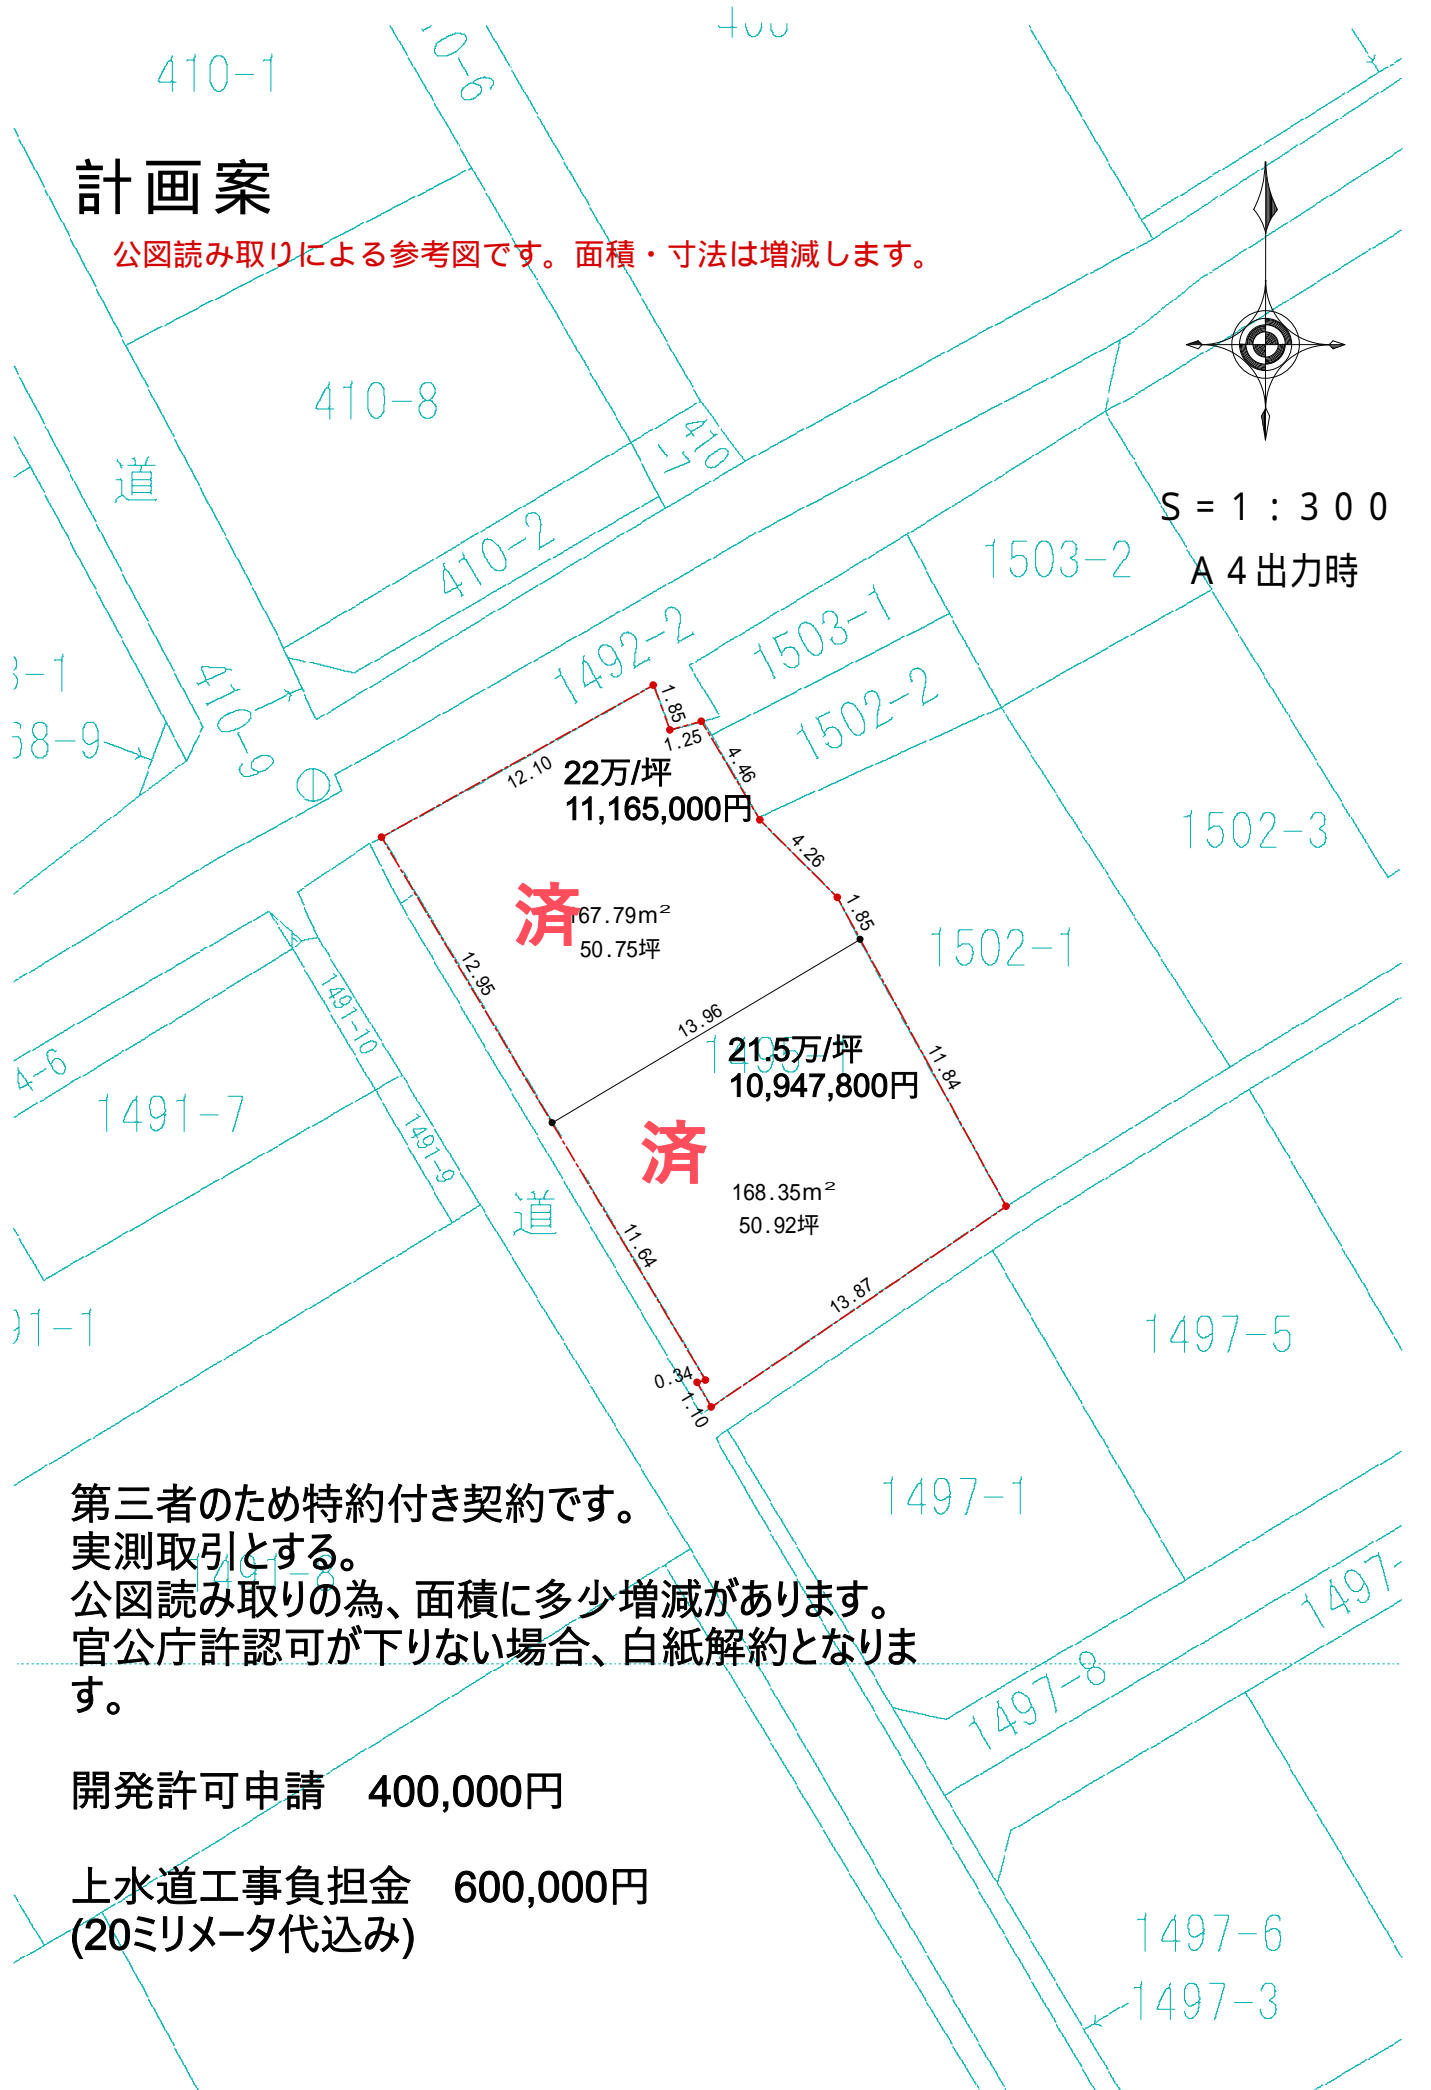 410-1
計画案
公図読み取りによる参考図です。面積・寸法は増減します。
410-8
道
410
-7
410-2
S=1:300
A4出力時
1503-2
1503-1
1492-2
1502-2
410-9
1502-3
1.85
1.25
4.46
12.10
22万/坪
11,165,000円
4.26
1.85
済
67.79m²
50.75坪
1502-1
12.95
13.96
1491-10
4-6
1491-7
1491-9
21.5万/坪
10,947,800円
11.84
済
168.35m²
50.92坪
道
11.64
13.87
91-1
1497-5
0.34
1.10
1497-1
第三者のため特約付き契約です。
実測取引とする。
1491-8
公図読み取りの為、面積に多少増減があります。
官公庁許認可が下りない場合、白紙解約となりま
す。
1497-
1497-8
開発許可申請 400,000円
上水道工事負担金 600,000円
(20ミリメータ代込み)
1497-6
1497-3